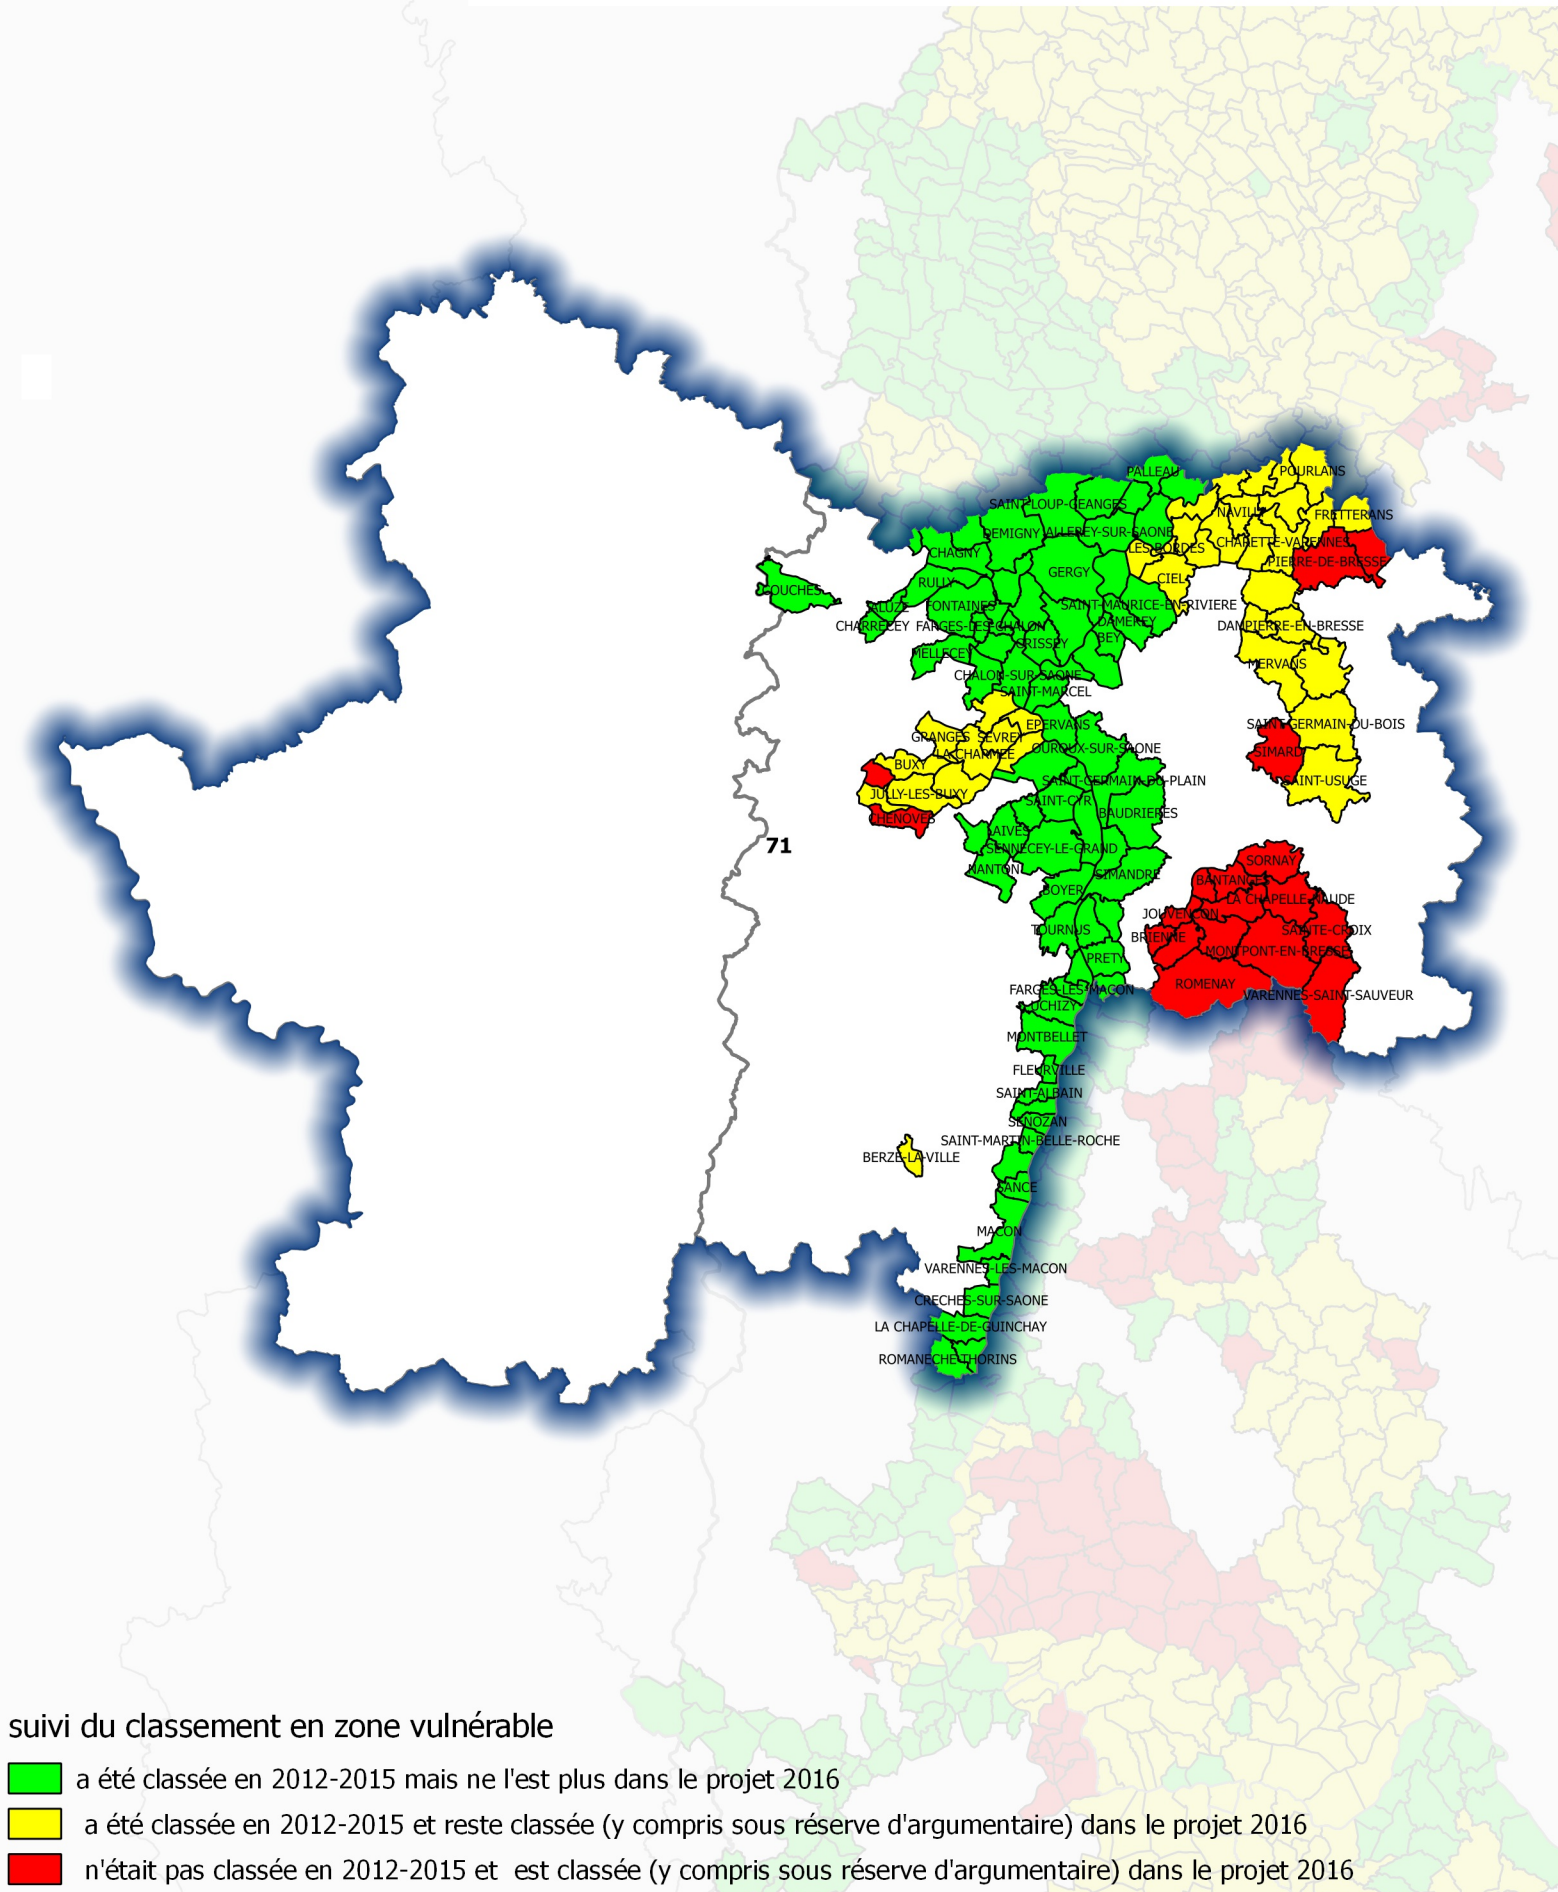 PALLEAU
POURLANS
SAINT-LOUP-GEANGES
NAVILLY
FRETTERANS
DEMIGNY
ALLEREY-SUR-SAONE
CHARETTE-VARENNES
LES-BORDES
CHAGNY
PIERRE-DE-BRESSE
GERGY
CIEL
RULLY
COUCHES
ALUZE
FONTAINES
SAINT-MAURICE-EN-RIVIERE
CHARRECEY
FARGES-LES-CHALON
DAMEREY
DAMPIERRE-EN-BRESSE
CRISSEY
BEY
MELLECEY
MERVANS
CHALON-SUR-SAONE
SAINT-MARCEL
EPERVANS
SAINT-GERMAIN-DU-BOIS
GRANGES
SEVREY
LA-CHARMEE
OUROUX-SUR-SAONE
SIMARD
BUXY
SAINT-GERMAIN-DU-PLAIN
SAINT-USUGE
JULLY-LES-BUXY
SAINT-CYR
BAUDRIERES
CHENOVES
LAIVES
71
SENNECEY-LE-GRAND
SORNAY
NANTON
SIMANDRE
BANTANGES
BOYER
LA CHAPELLE-NAUDE
JOUVENCON
TOURNUS
SAINTE-CROIX
BRIENNE
MONTPONT-EN-BRESSE
PRETY
ROMENAY
FARGES-LES-MACON
VARENNES-SAINT-SAUVEUR
UCHIZY
MONTBELLET
FLEURVILLE
SAINT-ALBAIN
SENOZAN
SAINT-MARTIN-BELLE-ROCHE
BERZE-LA-VILLE
SANCE
MACON
VARENNES-LES-MACON
CRECHES-SUR-SAONE
LA CHAPELLE-DE-GUINCHAY
ROMANECHE-THORINS
suivi du classement en zone vulnérable
a été classée en 2012-2015 mais ne l'est plus dans le projet 2016
a été classée en 2012-2015 et reste classée (y compris sous réserve d'argumentaire) dans le projet 2016
n'était pas classée en 2012-2015 et est classée (y compris sous réserve d'argumentaire) dans le projet 2016